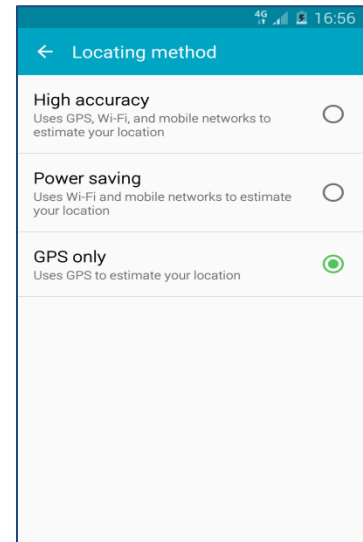 4G 16:56
Locating method
High accuracy
Uses GPS, Wi-Fi, and mobile networks to
estimate your location
Power saving
Uses Wi-Fi and mobile networks to estimate
your location
GPS only
Uses GPS to estimate your location